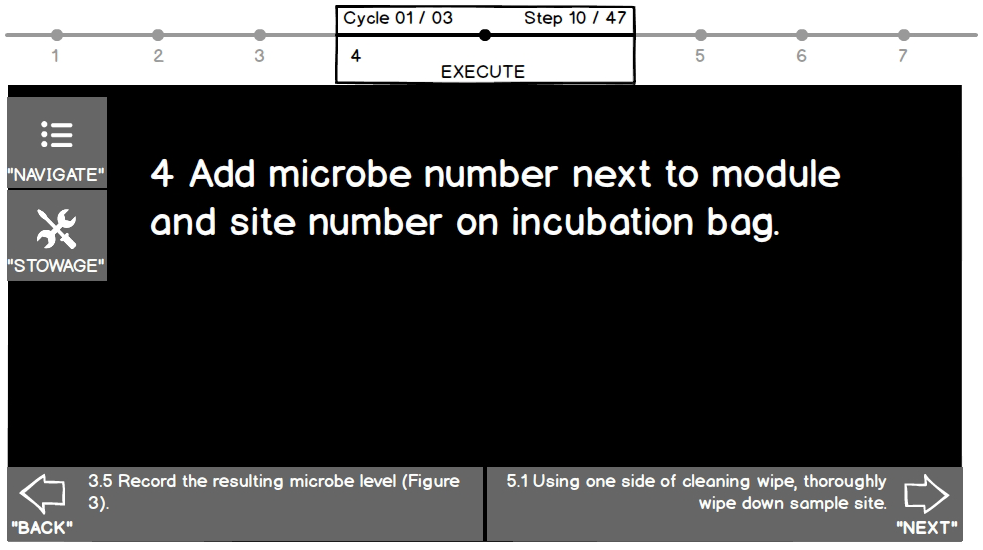 Cycle 01 / 03 Step 10 / 47
1 2 3 4 5 6 7
EXECUTE
"NAVIGATE"
4 Add microbe number next to module
and site number on incubation bag.
"STOWAGE"
3.5 Record the resulting microbe level (Figure
3).
"BACK"
5.1 Using one side of cleaning wipe, thoroughly
wipe down sample site.
"NEXT"